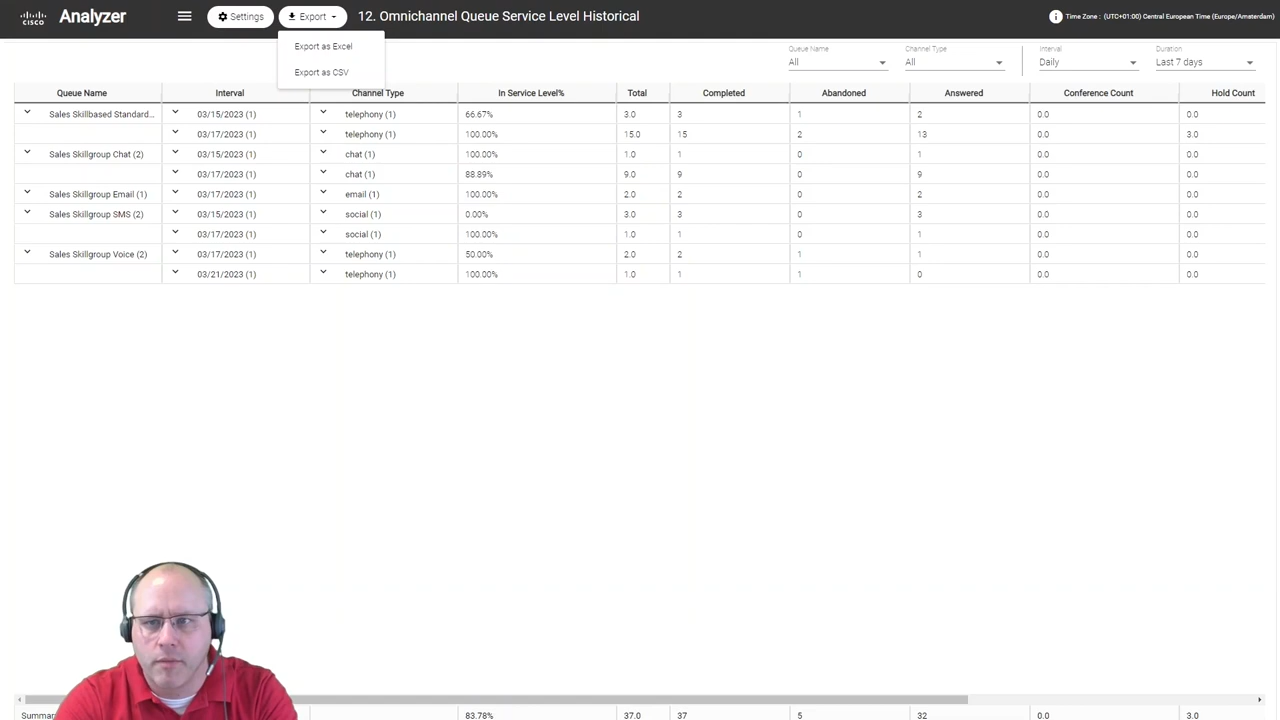 CISCO Analyzer Settings Export 12. Omnichannel Queue Service Level Historical i Time Zone : (UTC+01:00) Central European Time (Europe/Amsterdam)
Export as Excel
Export as CSV
Queue Name Channel Type Interval Duration
All All Daily Last 7 days
Queue Name Interval Channel Type In Service Level% Total Completed Abandoned Answered Conference Count Hold Count
Sales Skillbased Standard... 03/15/2023 (1) telephony (1) 66.67% 3.0 3 1 2 0.0 0.0
03/17/2023 (1) telephony (1) 100.00% 15.0 15 2 13 0.0 3.0
Sales Skillgroup Chat (2) 03/15/2023 (1) chat (1) 100.00% 1.0 1 0 1 0.0 0.0
03/17/2023 (1) chat (1) 88.89% 9.0 9 0 9 0.0 0.0
Sales Skillgroup Email (1) 03/17/2023 (1) email (1) 100.00% 2.0 2 0 2 0.0 0.0
Sales Skillgroup SMS (2) 03/15/2023 (1) social (1) 0.00% 3.0 3 0 3 0.0 0.0
03/17/2023 (1) social (1) 100.00% 1.0 1 0 1 0.0 0.0
Sales Skillgroup Voice (2) 03/17/2023 (1) telephony (1) 50.00% 2.0 2 1 1 0.0 0.0
03/21/2023 (1) telephony (1) 100.00% 1.0 1 1 0 0.0 0.0
Summar 83.78% 37.0 37 5 32 0.0 3.0